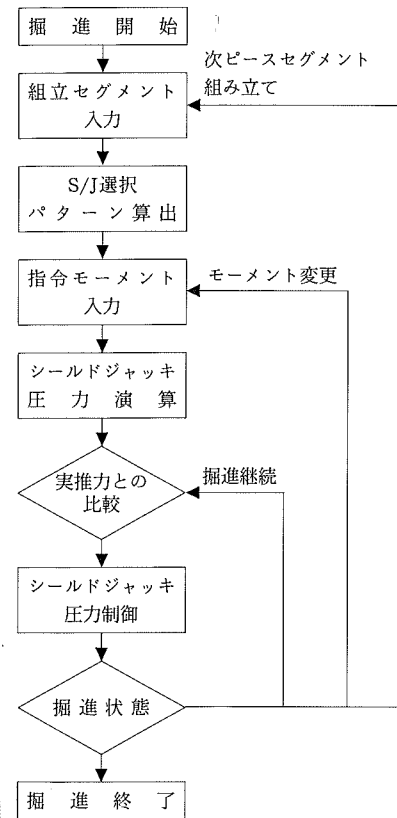 掘進開始
次ピースセグメント
組み立て
組立セグメント
入力
S/J選択
パターン算出
指令モーメント
入力
モーメント変更
シールドジャッキ
圧力演算
実推力との
比較
掘進継続
シールドジャッキ
圧力制御
掘進状態
掘進終了